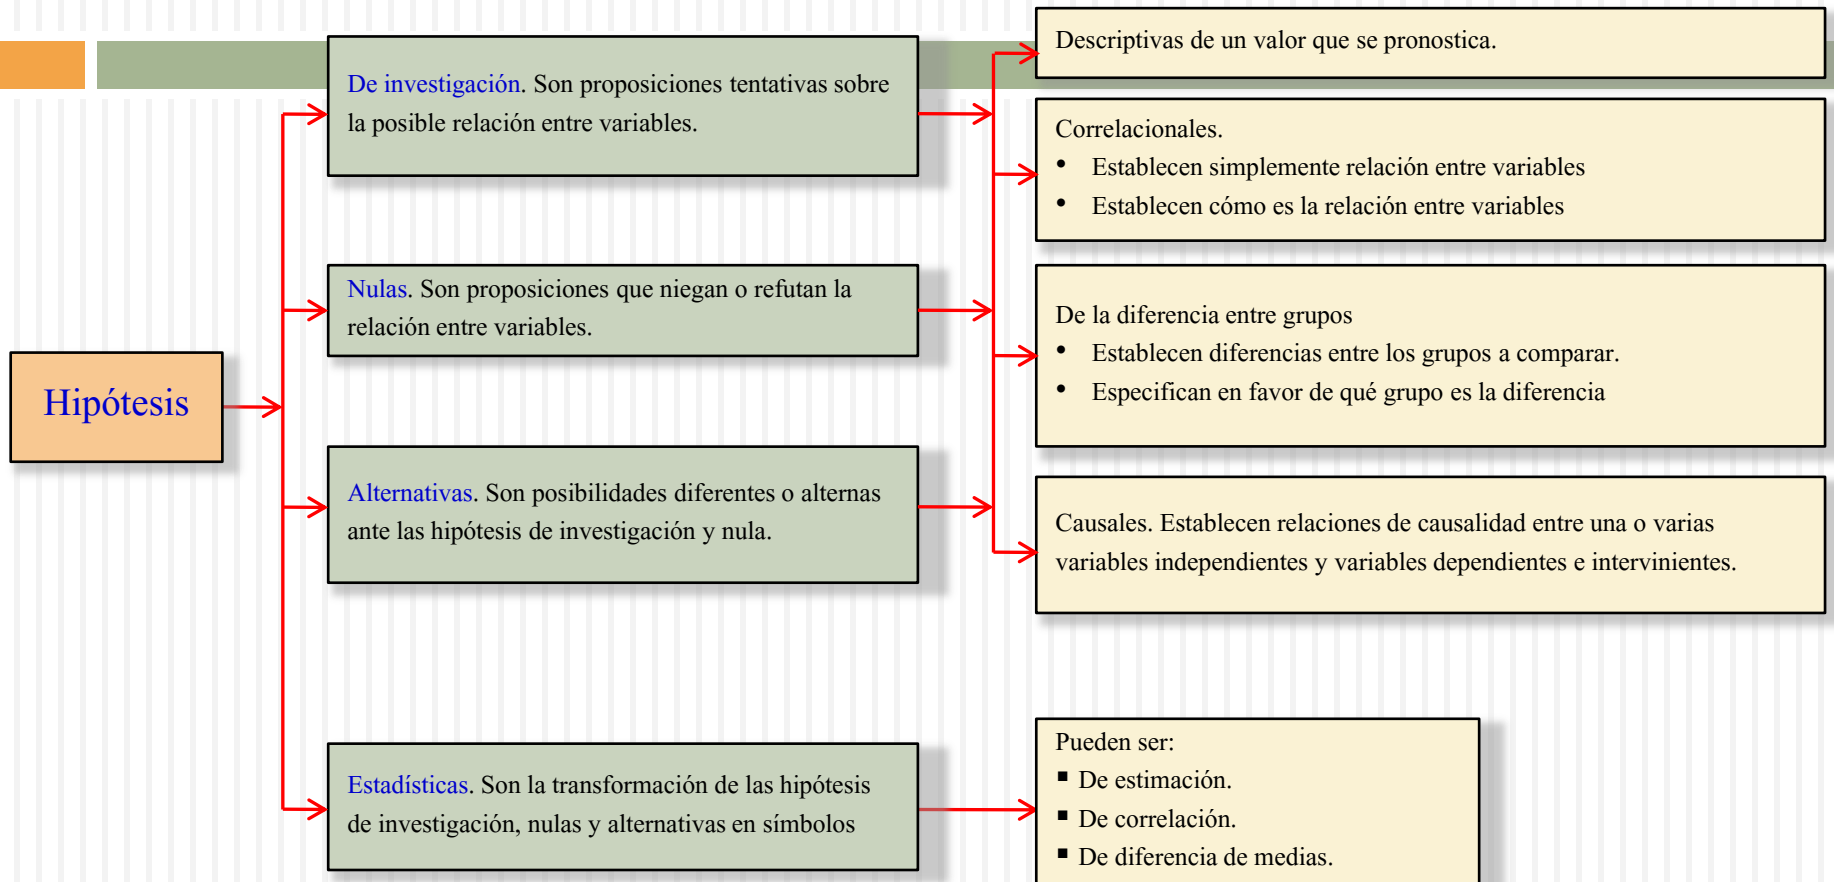 Hipótesis
De investigación. Son proposiciones tentativas sobre
la posible relación entre variables.
Nulas. Son proposiciones que niegan o refutan la
relación entre variables.
Alternativas. Son posibilidades diferentes o alternas
ante las hipótesis de investigación y nula.
Estadísticas. Son la transformación de las hipótesis
de investigación, nulas y alternativas en símbolos
Descriptivas de un valor que se pronostica.
Correlacionales.
• Establecen simplemente relación entre variables
• Establecen cómo es la relación entre variables
De la diferencia entre grupos
• Establecen diferencias entre los grupos a comparar.
• Especifican en favor de qué grupo es la diferencia
Causales. Establecen relaciones de causalidad entre una o varias
variables independientes y variables dependientes e intervinientes.
Pueden ser:
▪ De estimación.
▪ De correlación.
▪ De diferencia de medias.